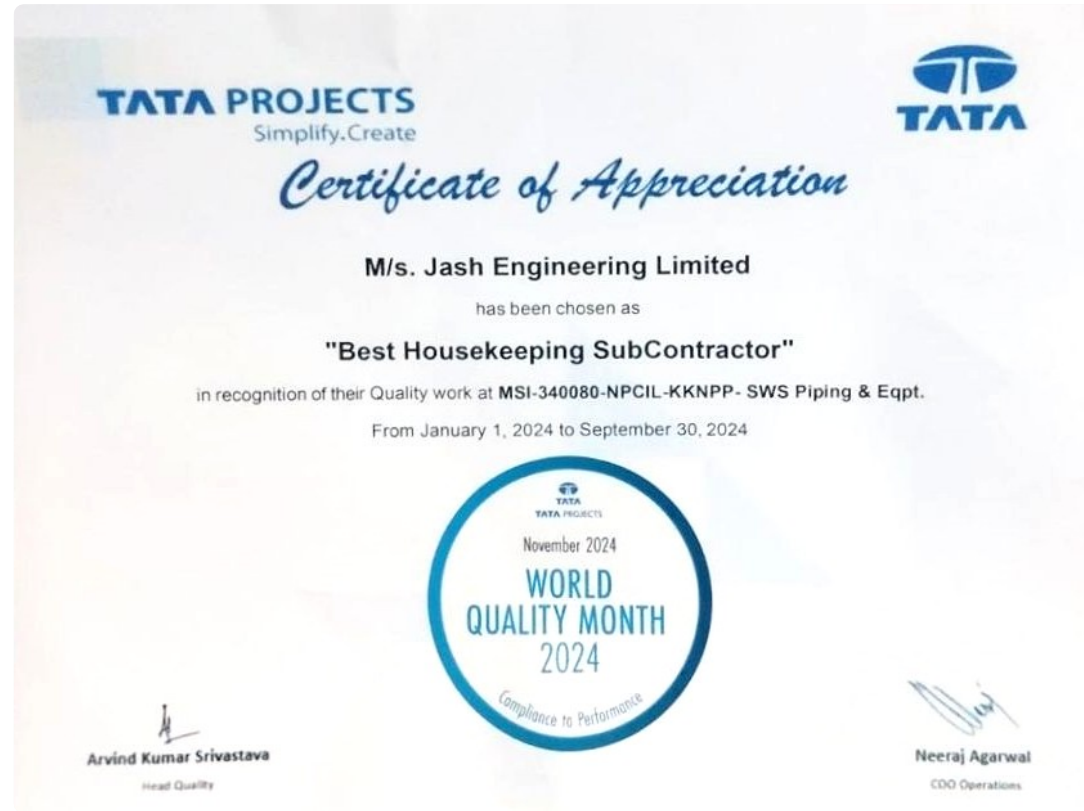 TATA PROJECTS
Simplify.Create
TATA
Certificate of Appreciation
M/s. Jash Engineering Limited
has been chosen as
"Best Housekeeping SubContractor"
in recognition of their Quality work at MSI-340080-NPCIL-KKNPP- SWS Piping & Eqpt.
From January 1, 2024 to September 30, 2024
TATA
TATA PROJECTS
November 2024
WORLD
QUALITY MONTH
2024
Compliance to Performance
Arvind Kumar Srivastava
Head Quality
Neeraj Agarwal
COO Operations